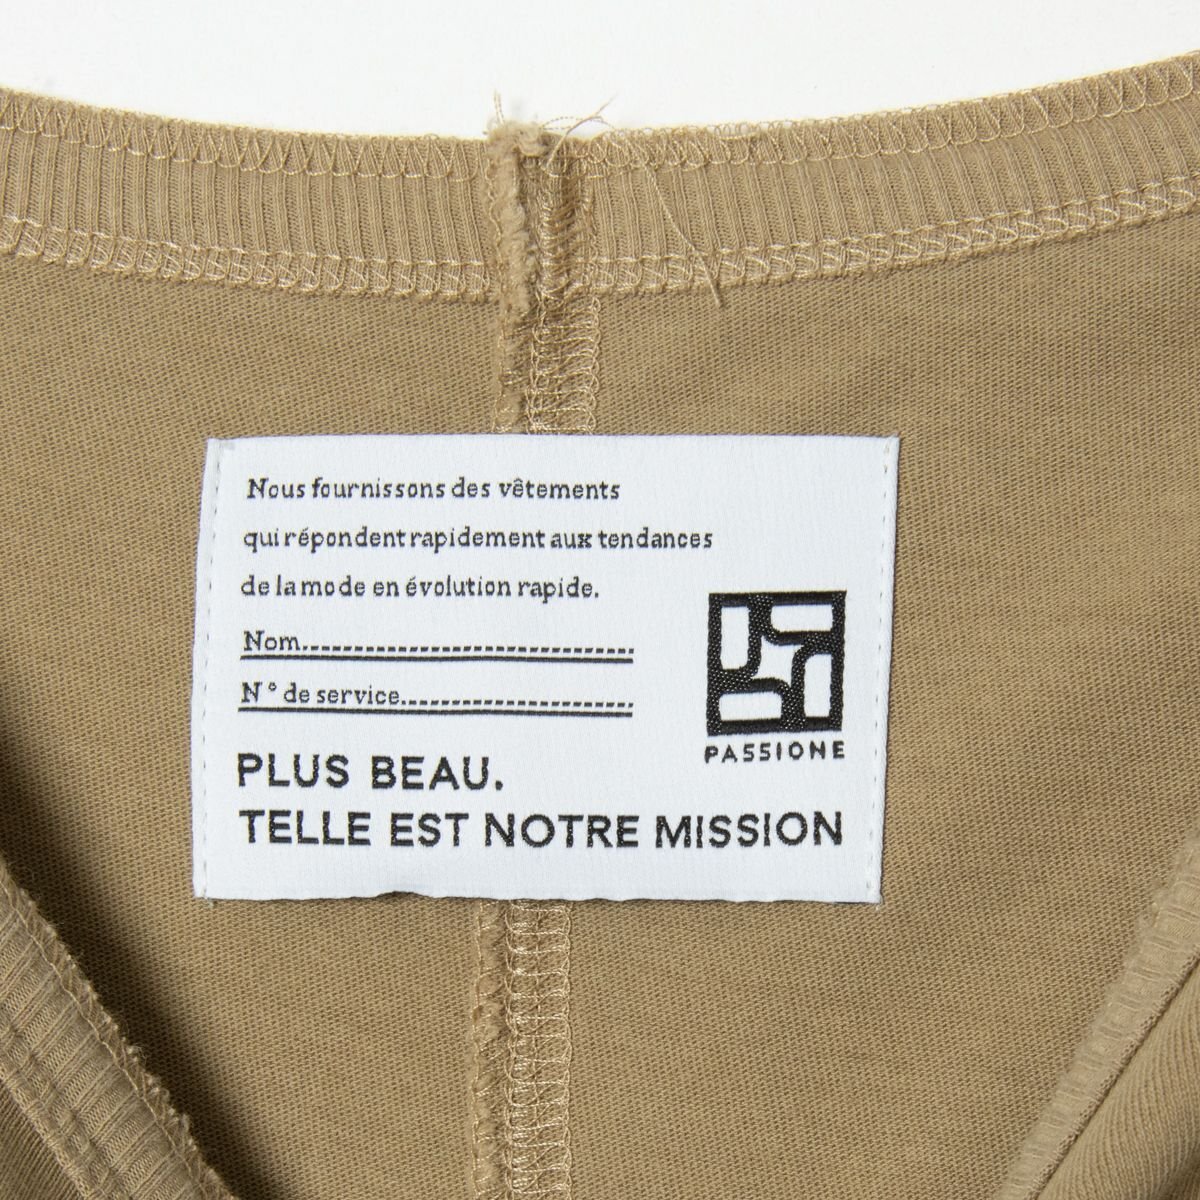 Nous fournissons des vêtements
qui répondent rapidement aux tendances
de la mode en évolution rapide.
Nom..............................
N° de service.......................
PASSIONE
PLUS BEAU.
TELLE EST NOTRE MISSION